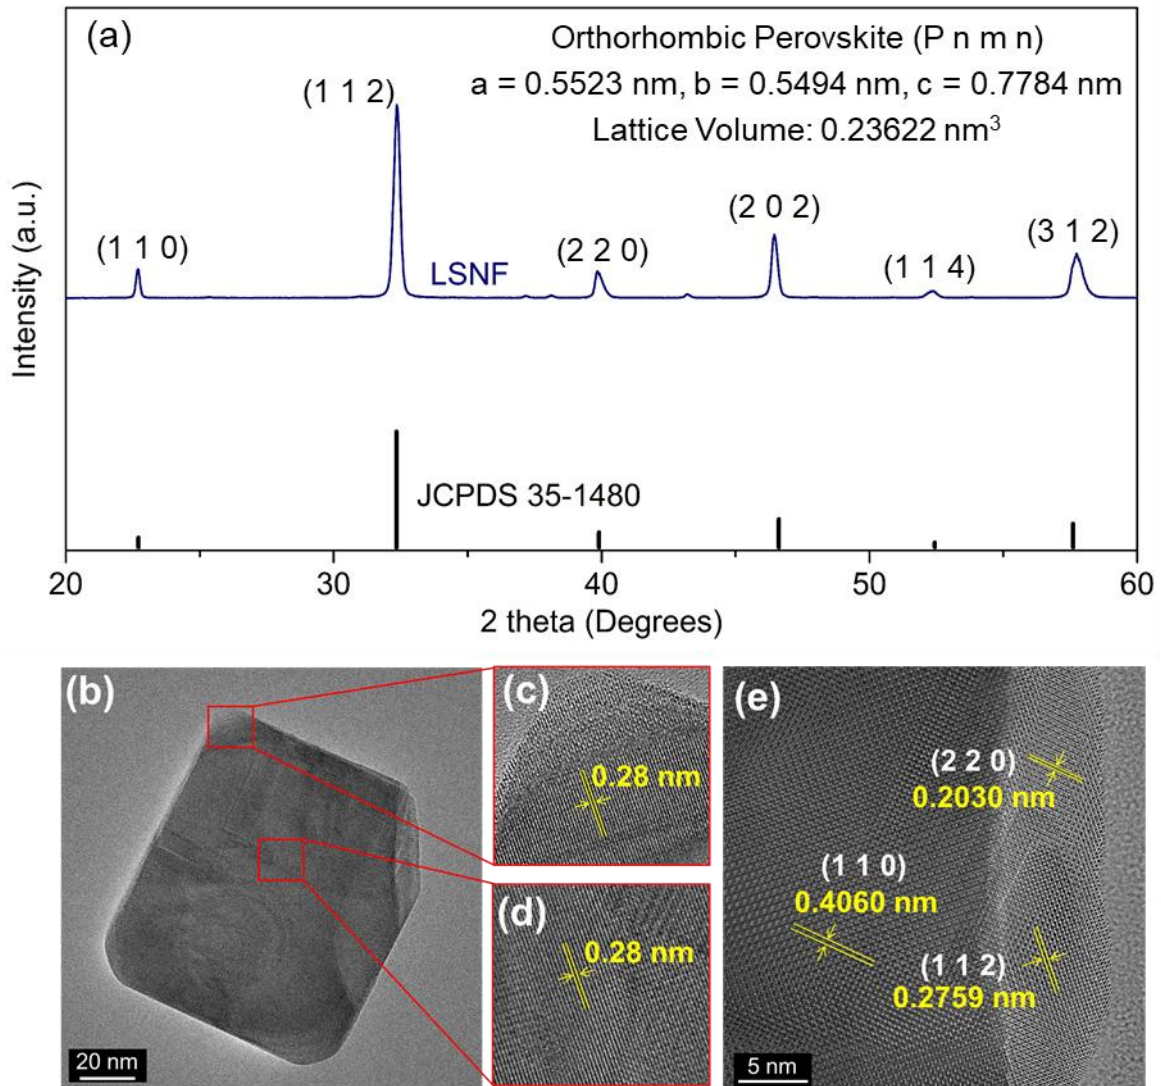 (a)
Orthorhombic Perovskite (P n m n)
a = 0.5523 nm, b = 0.5494 nm, c = 0.7784 nm
Lattice Volume: 0.23622 nm³
(1 1 2)
(1 1 0)
(2 2 0)
(2 0 2)
(1 1 4)
(3 1 2)
LSNF
Intensity (a.u.)
JCPDS 35-1480
20 30 40 50 60
2 theta (Degrees)
(b)
20 nm
(c)
0.28 nm
(d)
0.28 nm
(e)
(2 2 0)
0.2030 nm
(1 1 0)
0.4060 nm
(1 1 2)
0.2759 nm
5 nm